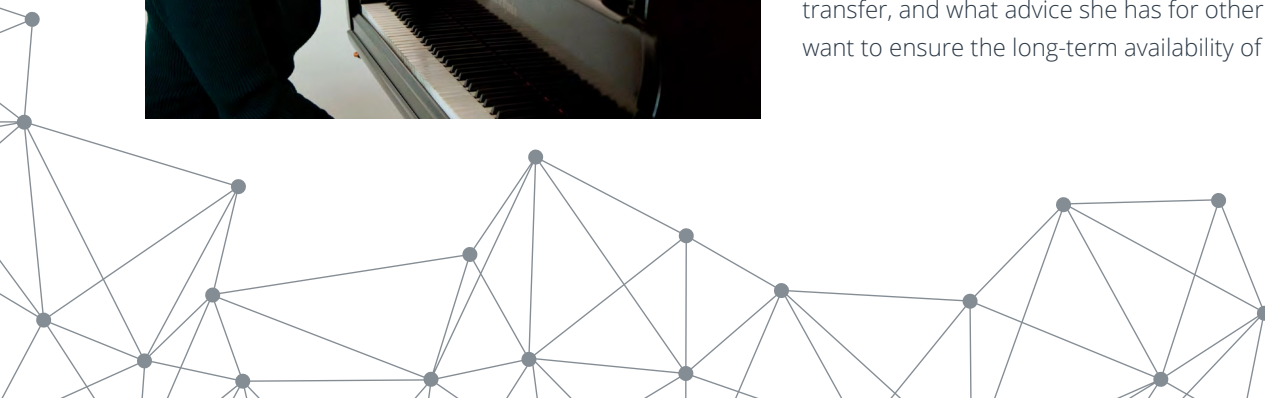 transfer, and what advice she has for other
want to ensure the long-term availability of